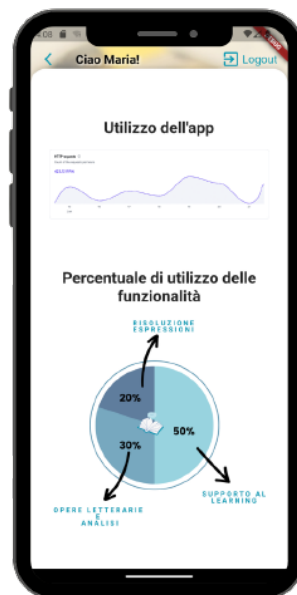 Ciao Maria!
Logout
Utilizzo dell'app
Percentuale di utilizzo delle
funzionalità
RISOLUZIONE
ESPRESSIONI
20%
50%
30%
SUPPORTO AL
LEARNING
OPERE LETTERARIE
E
ANALISI